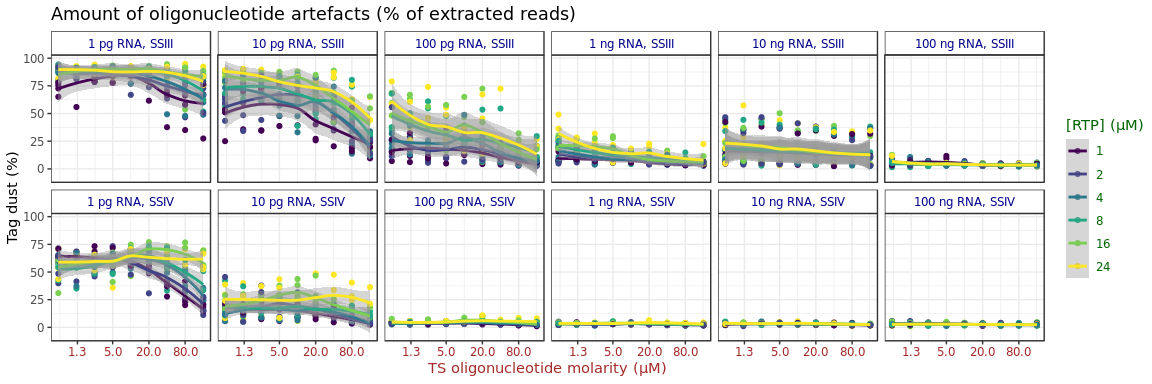 Amount of oligonucleotide artefacts (% of extracted reads)
1 pg RNA, SSIII
10 pg RNA, SSIII
100 pg RNA, SSIII
1 ng RNA, SSIII
10 ng RNA, SSIII
100 ng RNA, SSIII
100
75
50
25
0
1 pg RNA, SSIV
10 pg RNA, SSIV
100 pg RNA, SSIV
1 ng RNA, SSIV
10 ng RNA, SSIV
100 ng RNA, SSIV
100
75
50
25
0
Tag dust (%)
1.3 5.0 20.0 80.0
1.3 5.0 20.0 80.0
1.3 5.0 20.0 80.0
1.3 5.0 20.0 80.0
1.3 5.0 20.0 80.0
1.3 5.0 20.0 80.0
TS oligonucleotide molarity (µM)
[RTP] (µM)
1
2
4
8
16
24